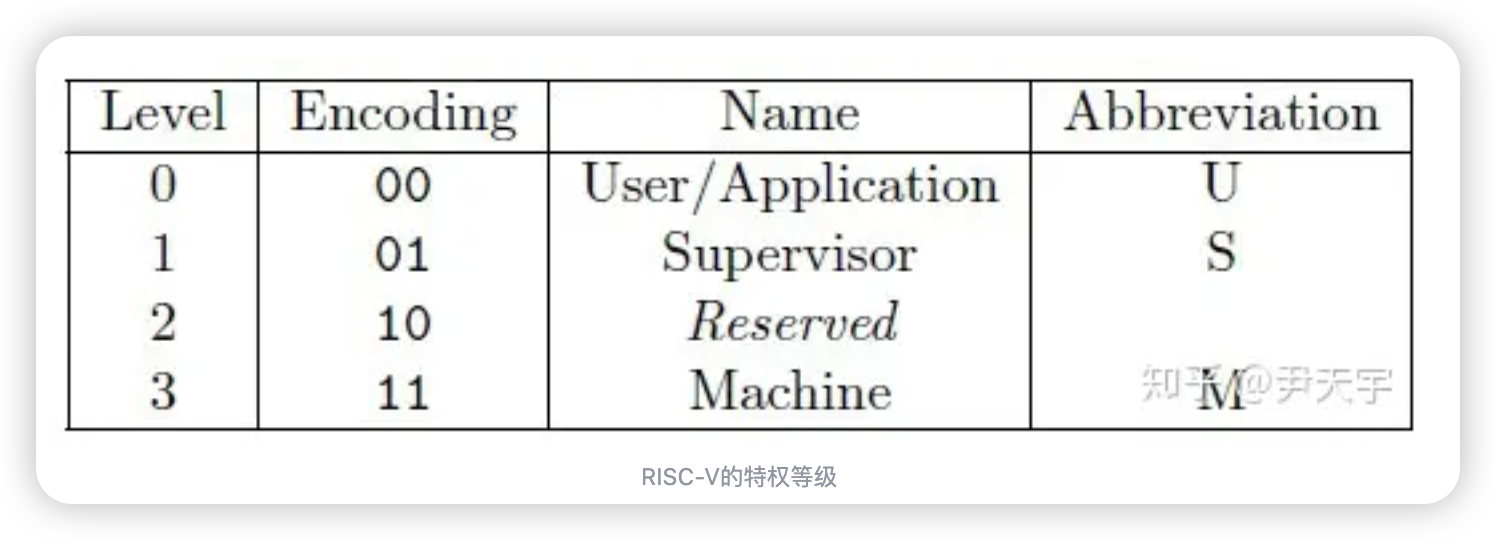 Level Encoding Name Abbreviation
0 00 User/Application U
1 01 Supervisor S
2 10 Reserved
3 11 Machine M
知乎 @尹天宇
RISC-V的特权等级